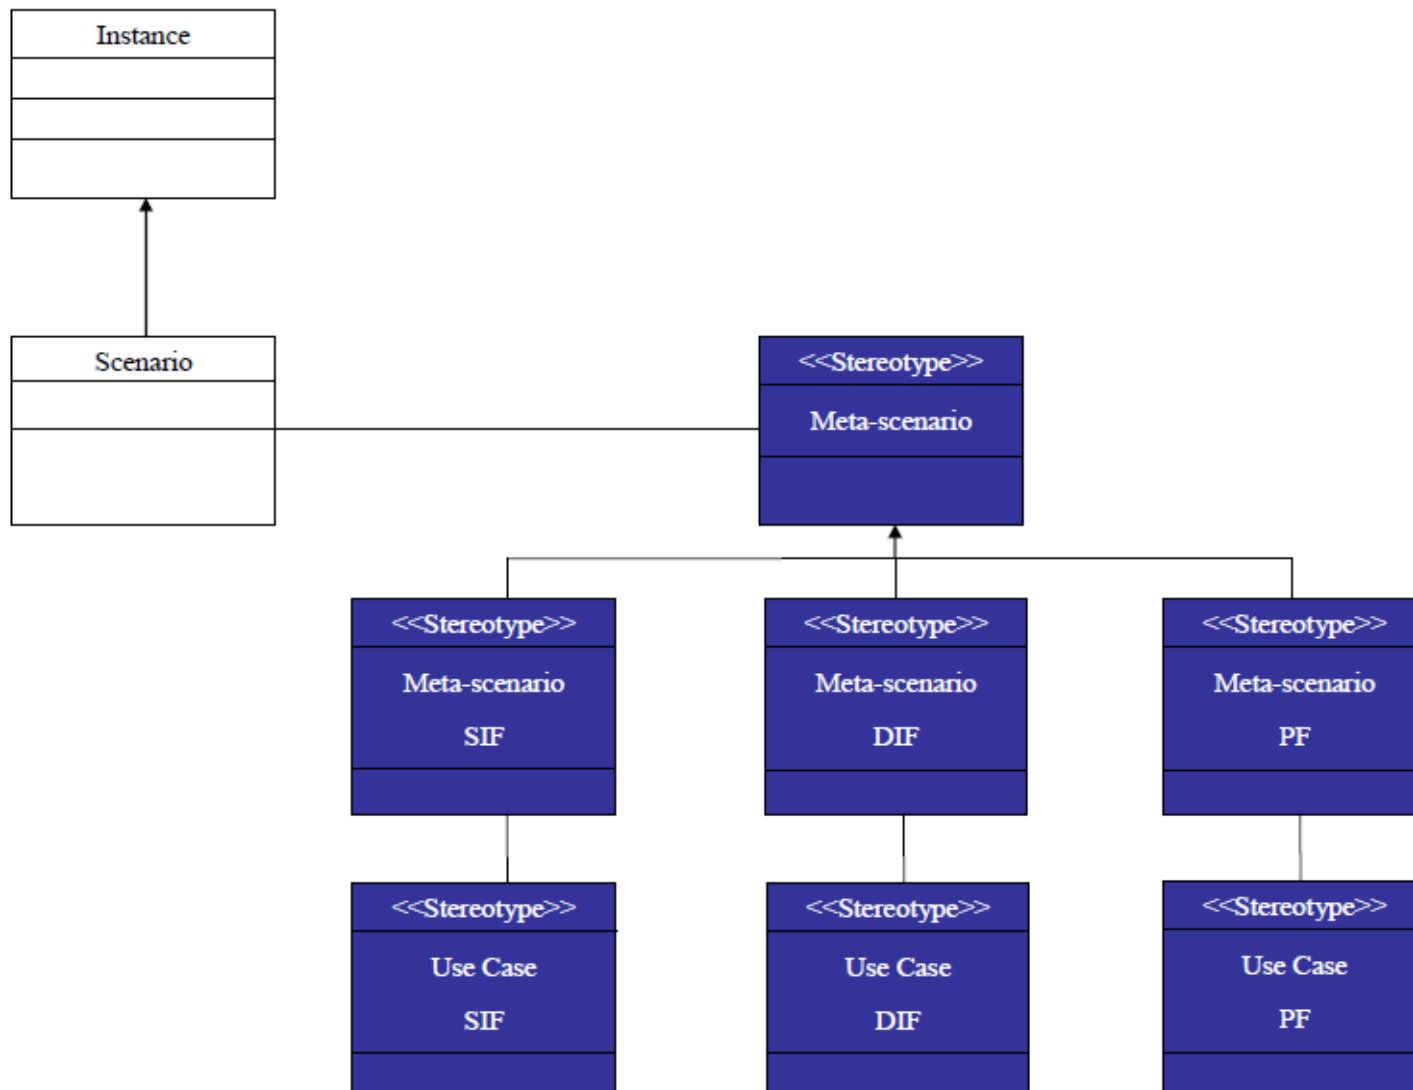 Instance
Scenario
<<Stereotype>>
Meta-scenario
<<Stereotype>>
Meta-scenario
SIF
<<Stereotype>>
Meta-scenario
DIF
<<Stereotype>>
Meta-scenario
PF
<<Stereotype>>
Use Case
SIF
<<Stereotype>>
Use Case
DIF
<<Stereotype>>
Use Case
PF